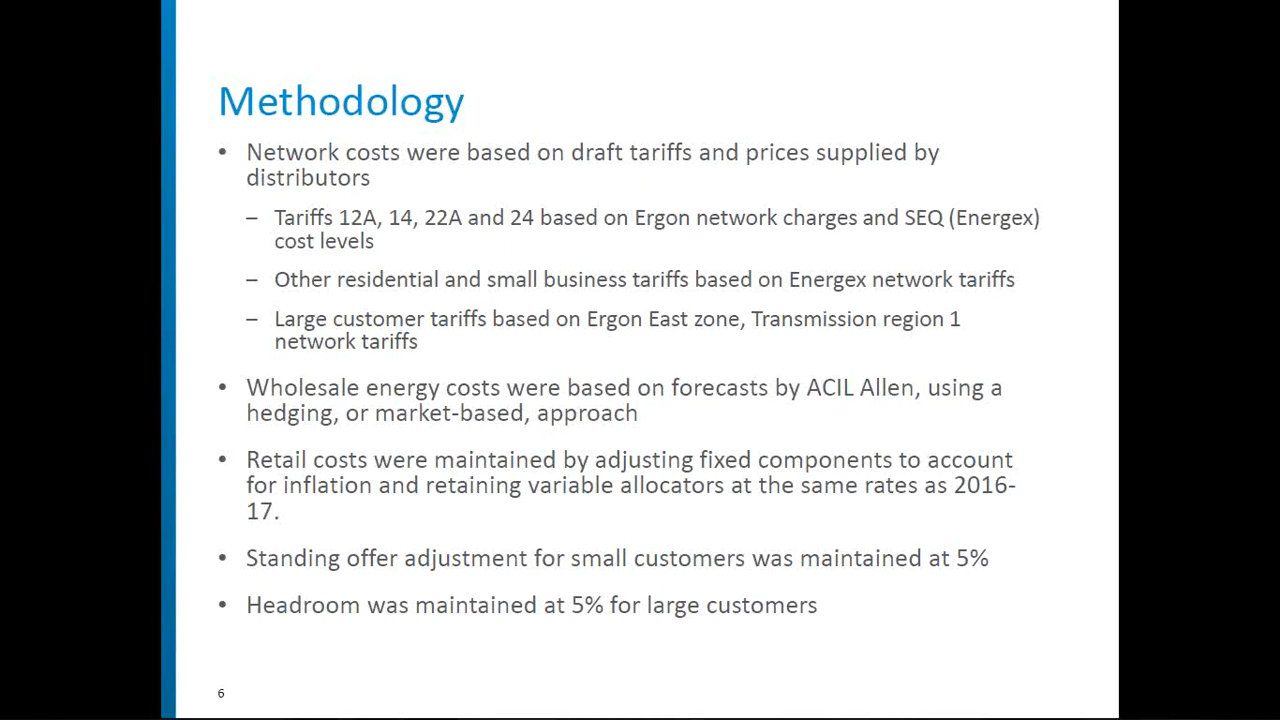 Methodology
• Network costs were based on draft tariffs and prices supplied by
distributors
– Tariffs 12A, 14, 22A and 24 based on Ergon network charges and SEQ (Energex)
cost levels
– Other residential and small business tariffs based on Energex network tariffs
– Large customer tariffs based on Ergon East zone, Transmission region 1
network tariffs
• Wholesale energy costs were based on forecasts by ACIL Allen, using a
hedging, or market-based, approach
• Retail costs were maintained by adjusting fixed components to account
for inflation and retaining variable allocators at the same rates as 2016-
17.
• Standing offer adjustment for small customers was maintained at 5%
• Headroom was maintained at 5% for large customers
6